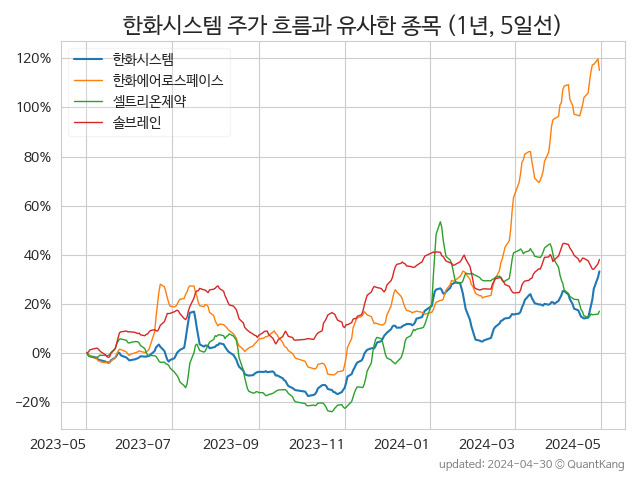 한화시스템 주가 흐름과 유사한 종목 (1년, 5일선)
한화시스템
한화에어로스페이스
셀트리온제약
솔브레인
120%
100%
80%
60%
40%
20%
0%
−20%
2023-05 2023-07 2023-09 2023-11 2024-01 2024-03 2024-05
updated: 2024-04-30 © QuantKang